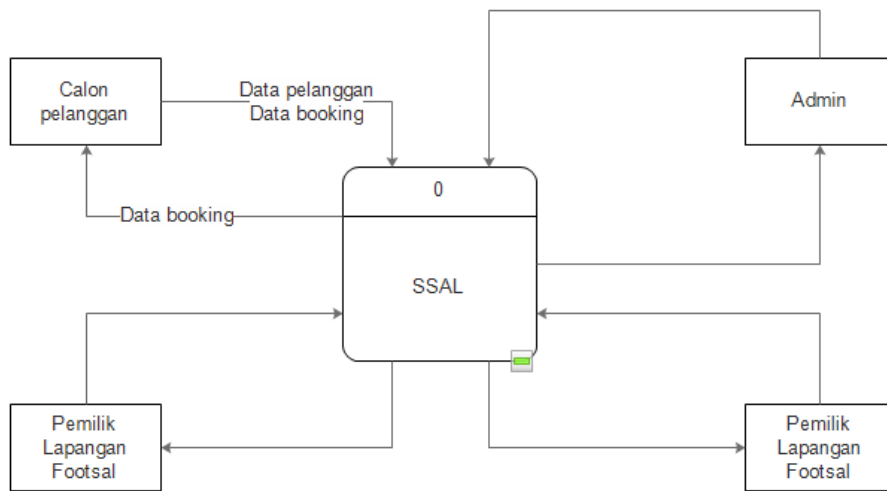 Calon
pelanggan
Data pelanggan
Data booking
Admin
0
Data booking
SSAL
Pemilik
Lapangan
Footsal
Pemilik
Lapangan
Footsal